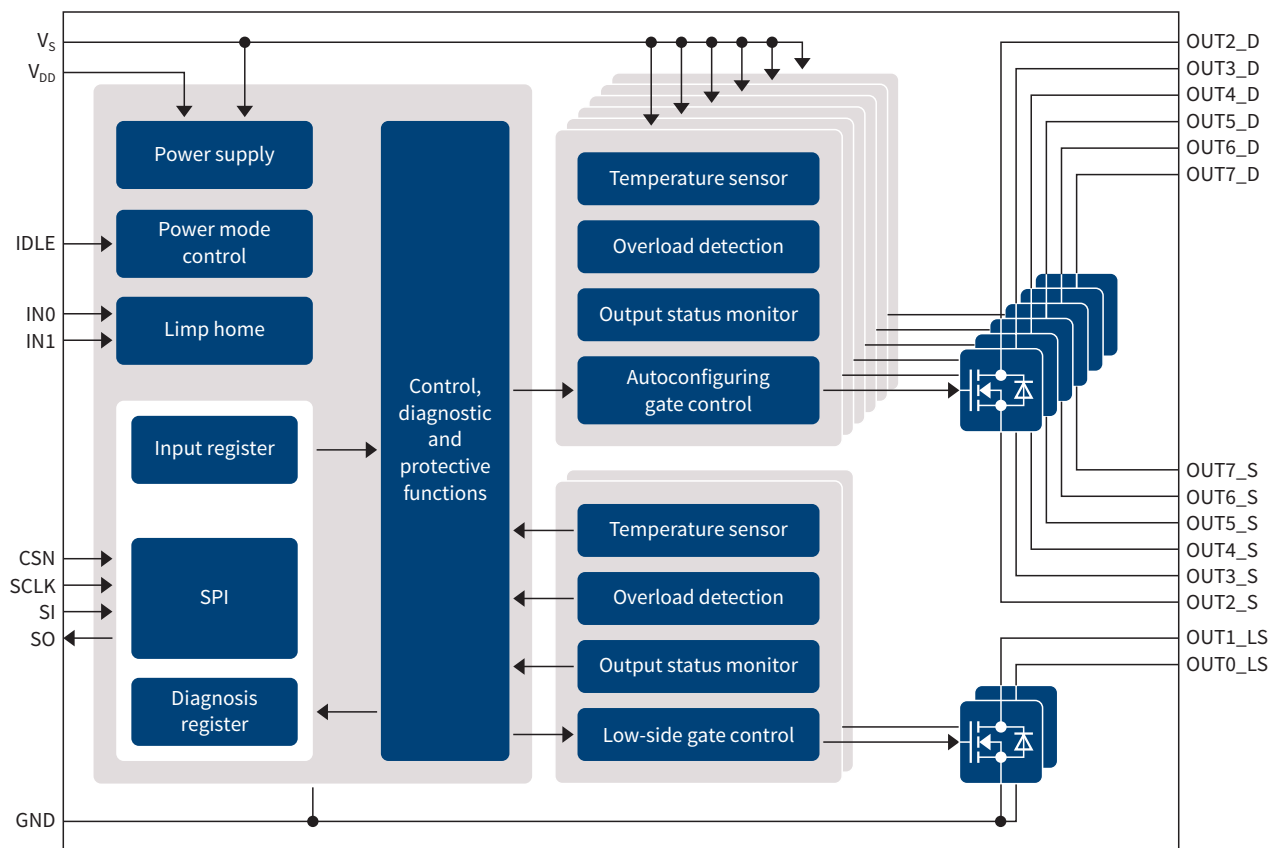 V_S
V_DD
IDLE
IN0
IN1
CSN
SCLK
SI
SO
GND
Power supply
Power mode
control
Limp home
Input register
SPI
Diagnosis
register
Control,
diagnostic
and
protective
functions
Temperature sensor
Overload detection
Output status monitor
Autoconfiguring
gate control
Temperature sensor
Overload detection
Output status monitor
Low-side gate control
OUT2_D
OUT3_D
OUT4_D
OUT5_D
OUT6_D
OUT7_D
OUT7_S
OUT6_S
OUT5_S
OUT4_S
OUT3_S
OUT2_S
OUT1_LS
OUT0_LS